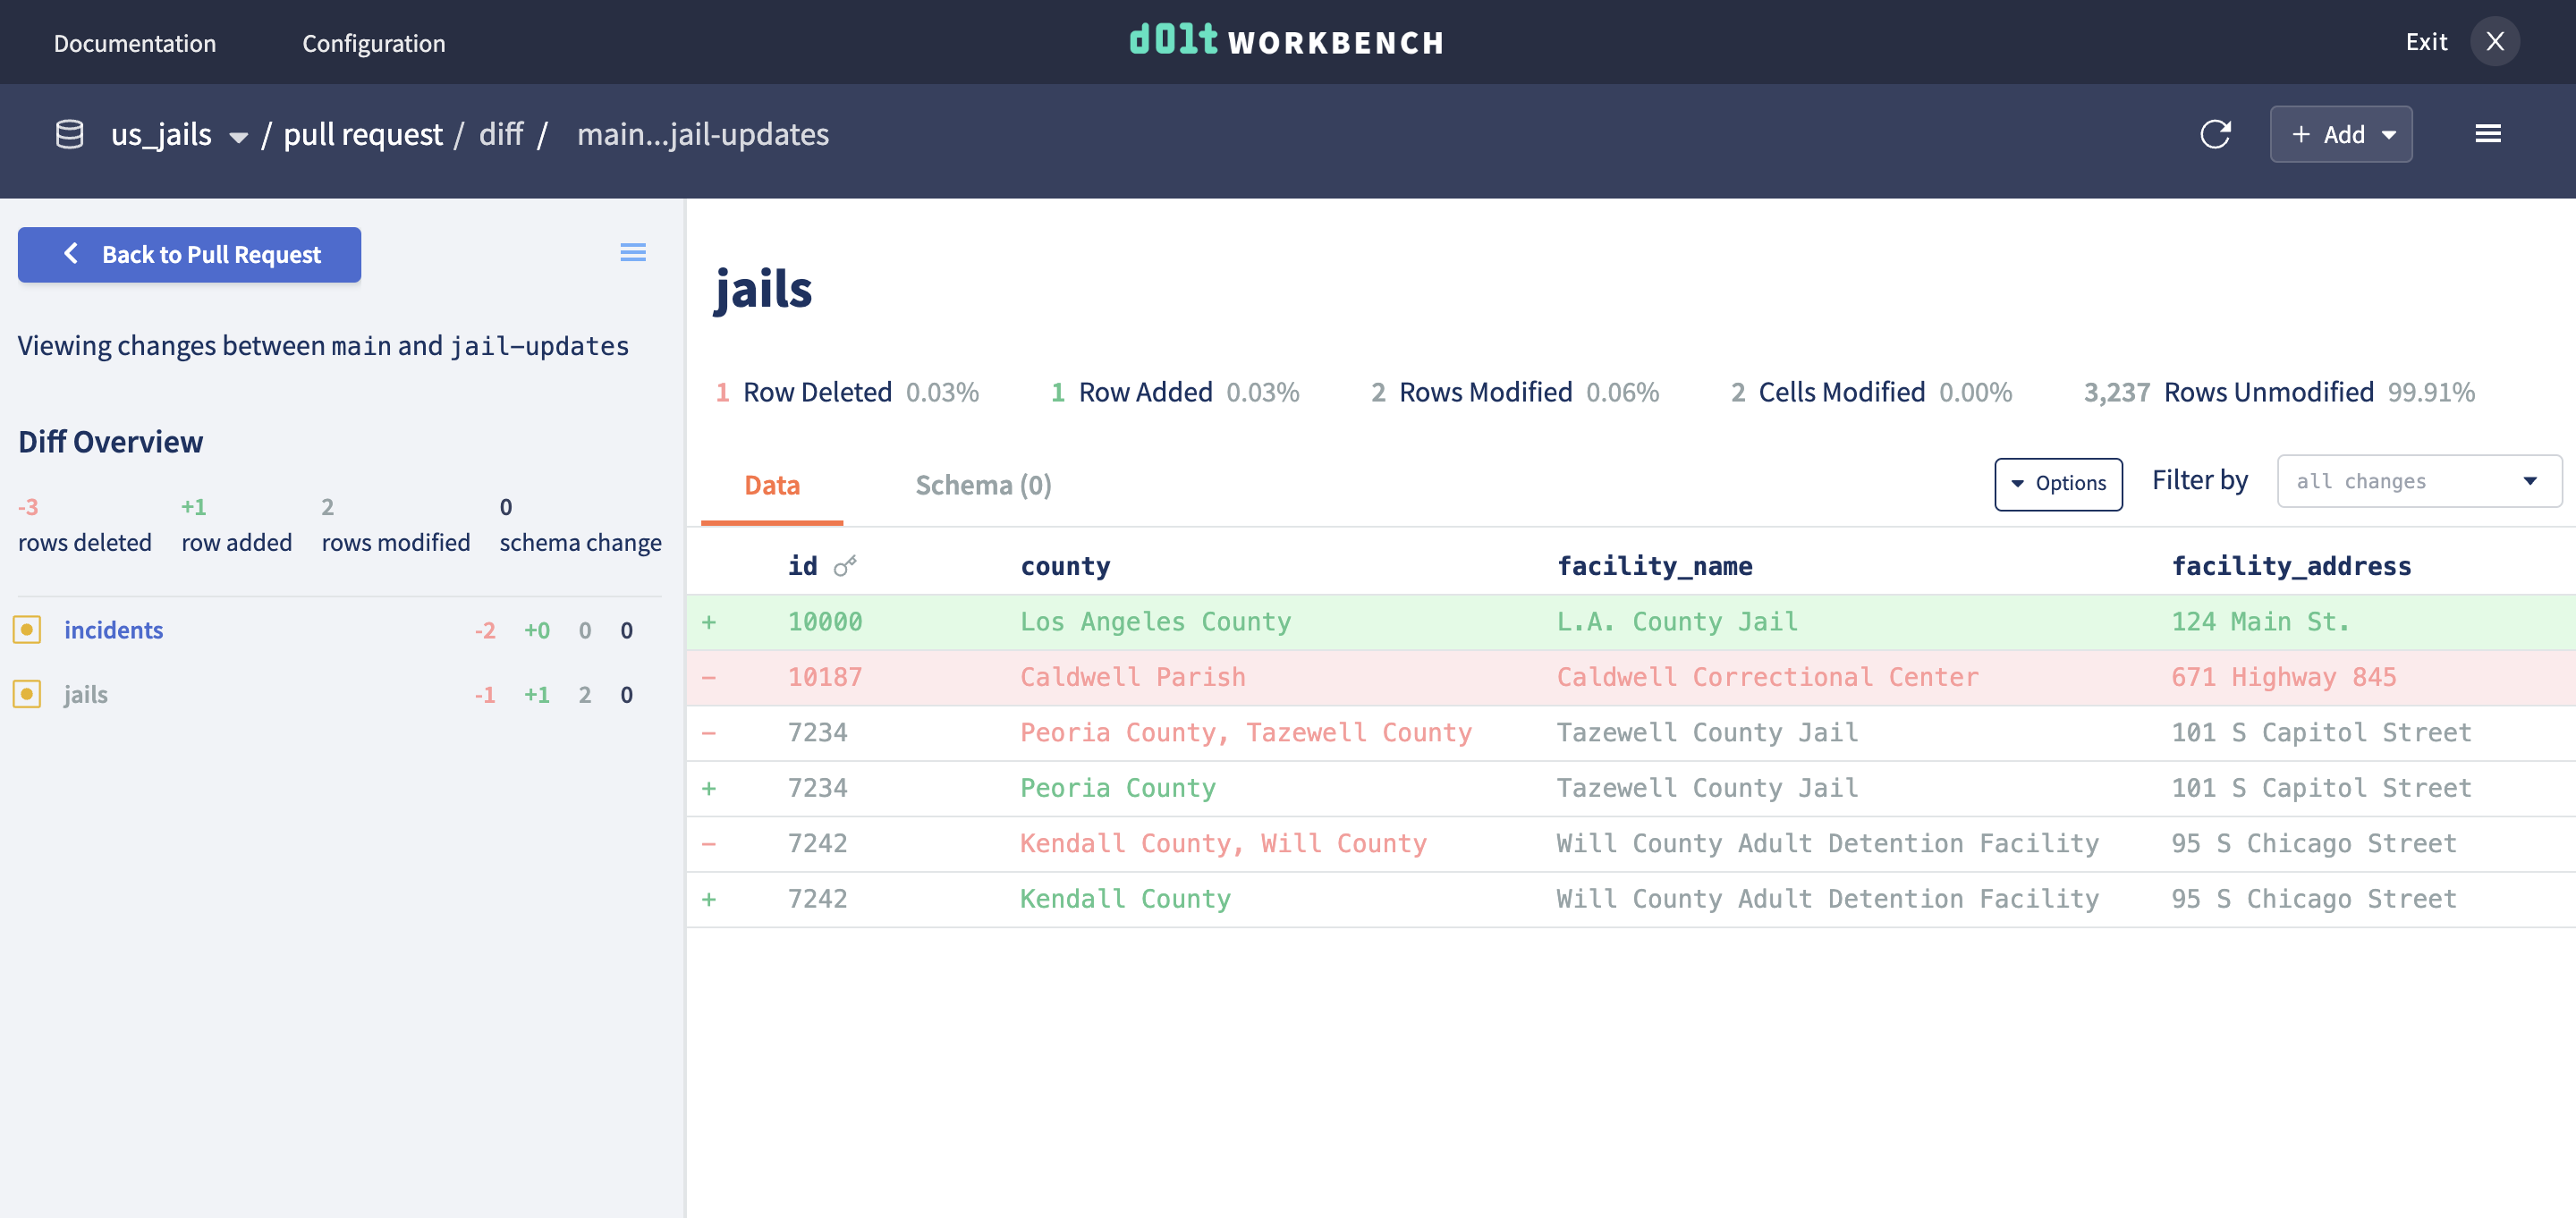 Documentation Configuration dolt WORKBENCH Exit X
us_jails / pull request / diff / main...jail-updates + Add
Back to Pull Request
Viewing changes between main and jail-updates
Diff Overview
-3 +1 2 0
rows deleted row added rows modified schema change
incidents -2 +0 0 0
jails -1 +1 2 0
jails
1 Row Deleted 0.03% 1 Row Added 0.03% 2 Rows Modified 0.06% 2 Cells Modified 0.00% 3,237 Rows Unmodified 99.91%
Data Schema (0) Options Filter by all changes
id county facility_name facility_address
+ 10000 Los Angeles County L.A. County Jail 124 Main St.
- 10187 Caldwell Parish Caldwell Correctional Center 671 Highway 845
- 7234 Peoria County, Tazewell County Tazewell County Jail 101 S Capitol Street
+ 7234 Peoria County Tazewell County Jail 101 S Capitol Street
- 7242 Kendall County, Will County Will County Adult Detention Facility 95 S Chicago Street
+ 7242 Kendall County Will County Adult Detention Facility 95 S Chicago Street